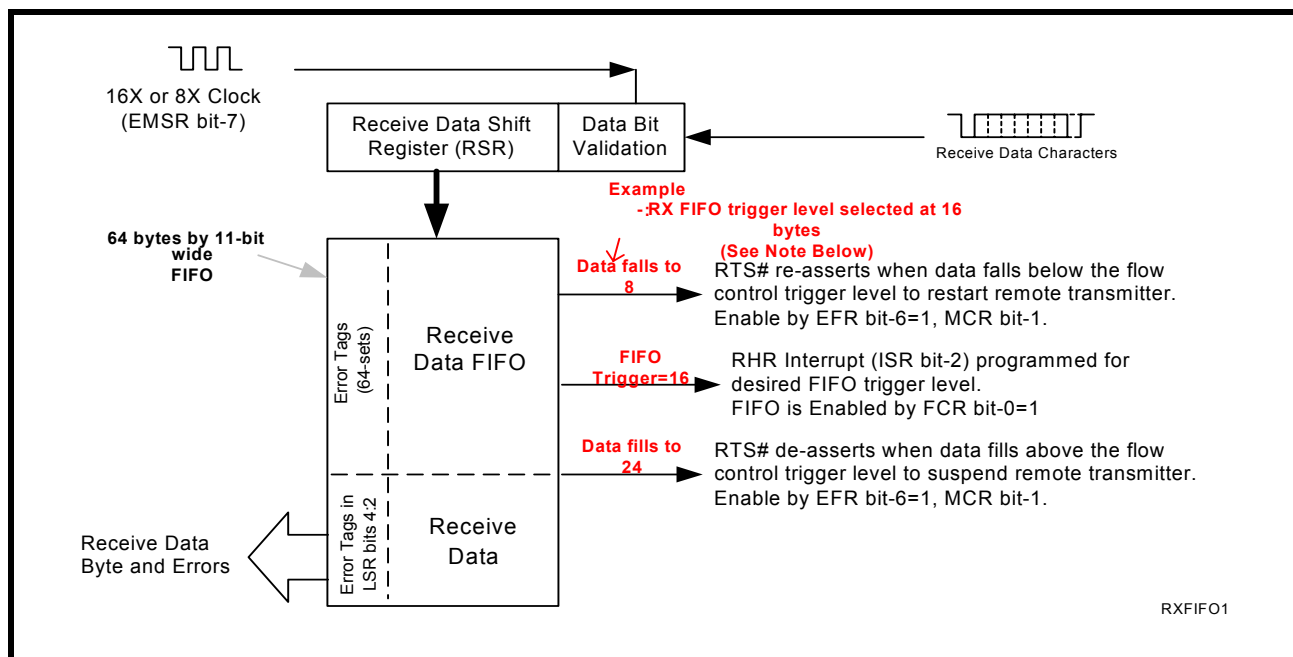 16X or 8X Clock
(EMSR bit-7)
Receive Data Shift
Register (RSR)
Data Bit
Validation
Receive Data Characters
Example
-:RX FIFO trigger level selected at 16
bytes
(See Note Below)
64 bytes by 11-bit
wide
FIFO
Data falls to
8
RTS# re-asserts when data falls below the flow
control trigger level to restart remote transmitter.
Enable by EFR bit-6=1, MCR bit-1.
Error Tags
(64-sets)
Receive
Data FIFO
FIFO
Trigger=16
RHR Interrupt (ISR bit-2) programmed for
desired FIFO trigger level.
FIFO is Enabled by FCR bit-0=1
Data fills to
24
RTS# de-asserts when data fills above the flow
control trigger level to suspend remote transmitter.
Enable by EFR bit-6=1, MCR bit-1.
Error Tags in
LSR bits 4:2
Receive
Data
Receive Data
Byte and Errors
RXFIFO1